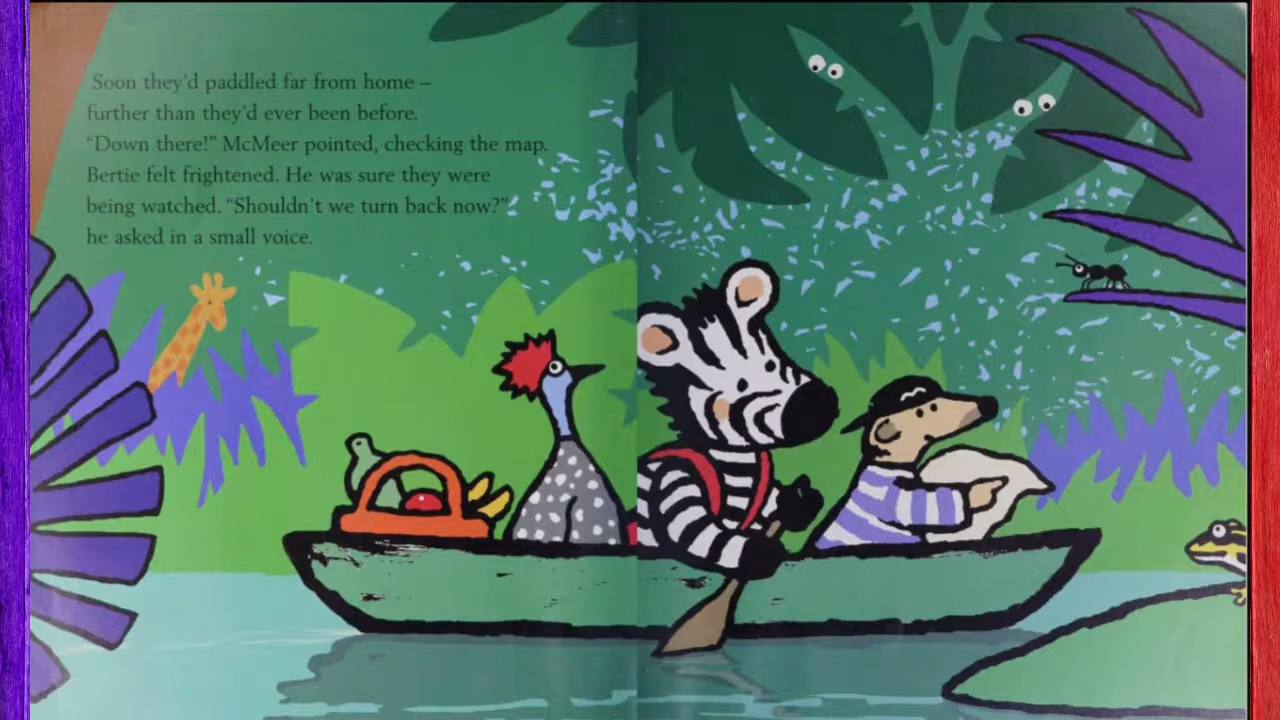 Soon they'd paddled far from home –
further than they'd ever been before.
“Down there!” McMeer pointed, checking the map.
Bertie felt frightened. He was sure they were
being watched. “Shouldn't we turn back now?”
he asked in a small voice.